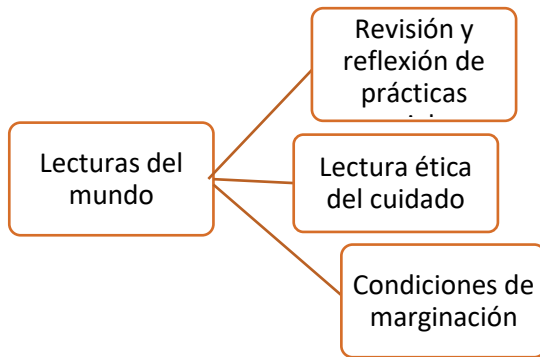 Lecturas del
mundo
Revisión y
reflexión de
prácticas
Lectura ética
del cuidado
Condiciones de
marginación